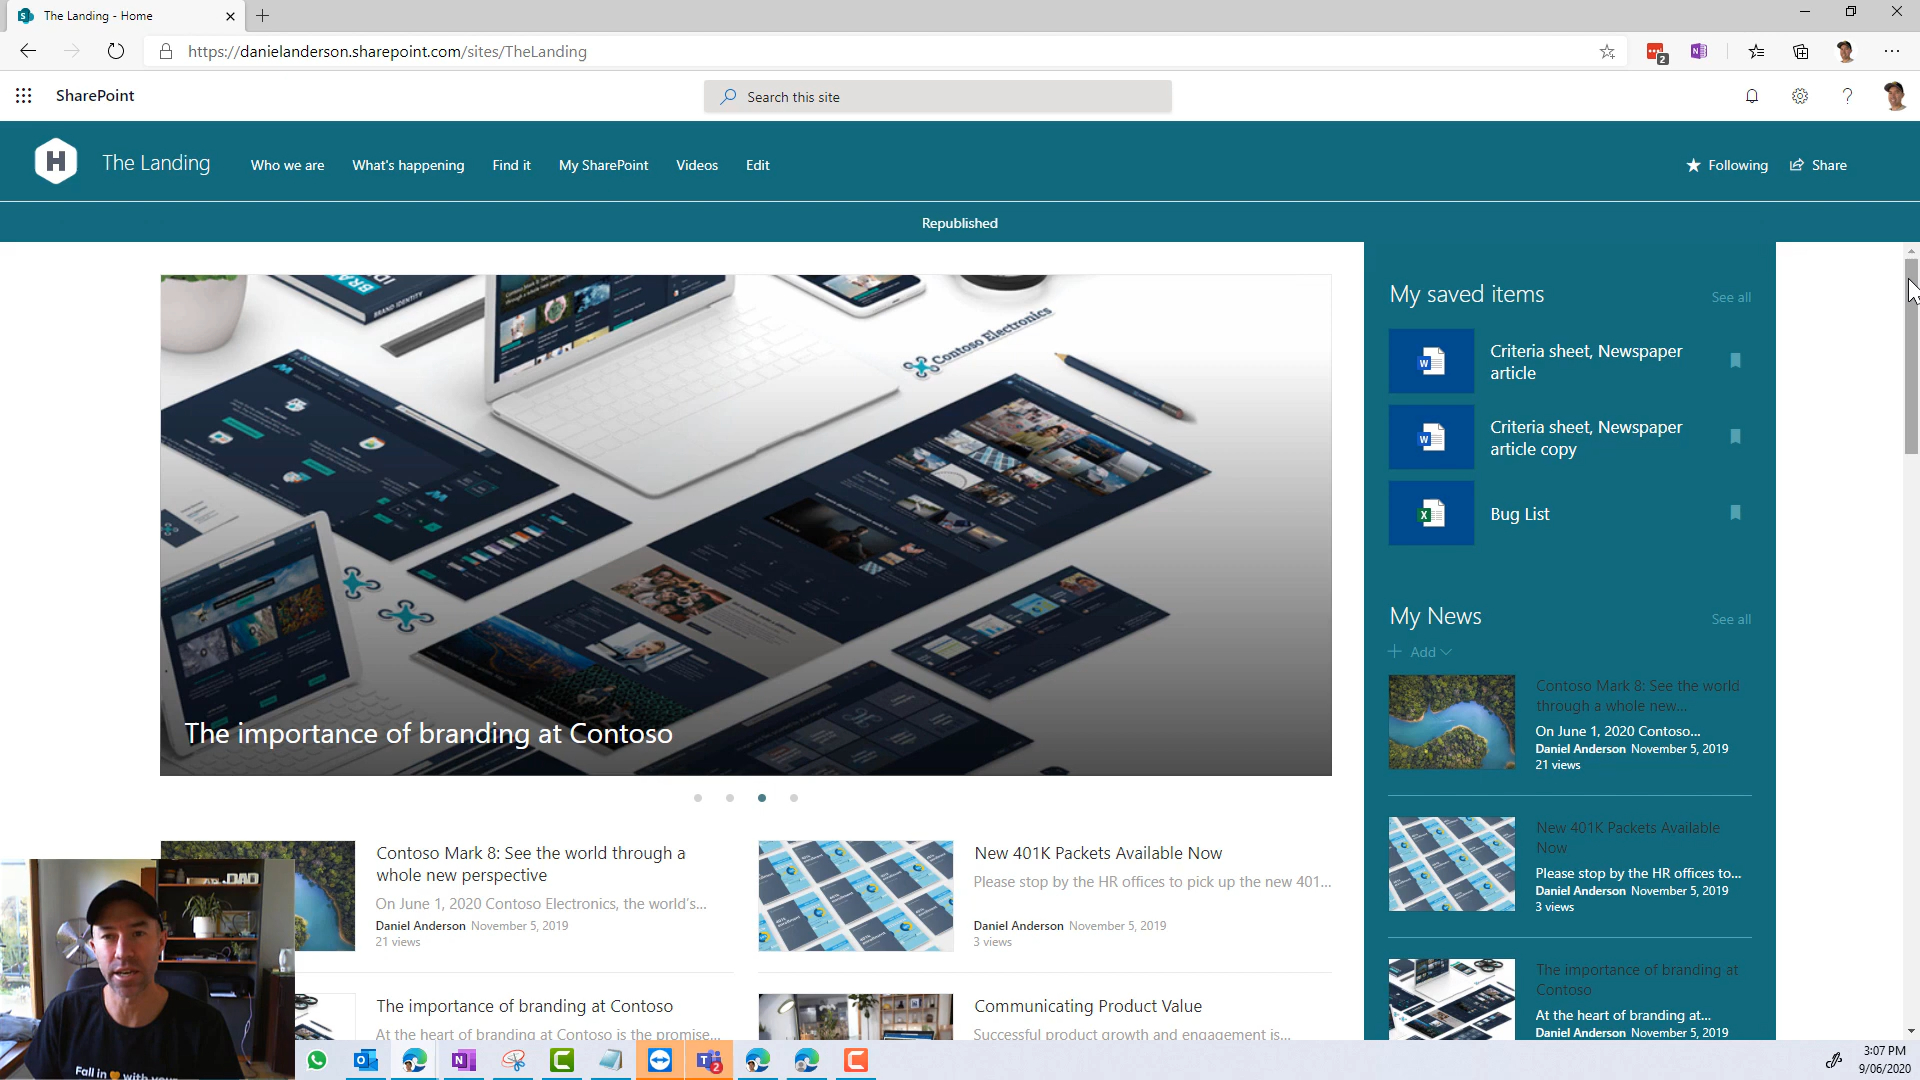 The Landing - Home
https://danielanderson.sharepoint.com/sites/TheLanding
2
SharePoint
Search this site
H
The Landing
Who we are
What's happening
Find it
My SharePoint
Videos
Edit
Following
Share
Republished
Contoso Electronics
The importance of branding at Contoso
My saved items
See all
Criteria sheet, Newspaper
article
Criteria sheet, Newspaper
article copy
Bug List
My News
See all
Add
Contoso Mark 8: See the world
through a whole new...
On June 1, 2020 Contoso...
Daniel Anderson November 5, 2019
21 views
New 401K Packets Available
Now
Please stop by the HR offices to...
Daniel Anderson November 5, 2019
3 views
The importance of branding at
Contoso
At the heart of branding at...
Daniel Anderson November 5, 2019
Contoso Mark 8: See the world through a
whole new perspective
On June 1, 2020 Contoso Electronics, the world's...
Daniel Anderson November 5, 2019
21 views
New 401K Packets Available Now
Please stop by the HR offices to pick up the new 401...
Daniel Anderson November 5, 2019
3 views
The importance of branding at Contoso
At the heart of branding at Contoso is the promise...
Communicating Product Value
Successful product growth and engagement is...
DAD
Fall in
3:07 PM
9/06/2020